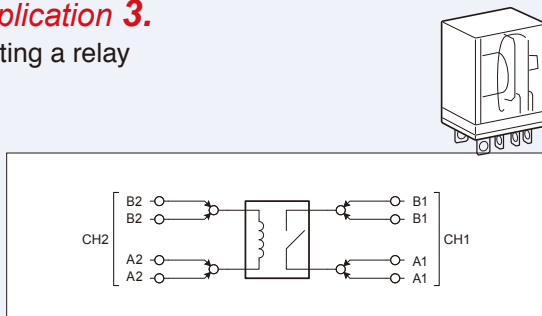 plication 3.
ting a relay
B2 B1
B2 B1
CH2 CH1
A2 A1
A2 A1